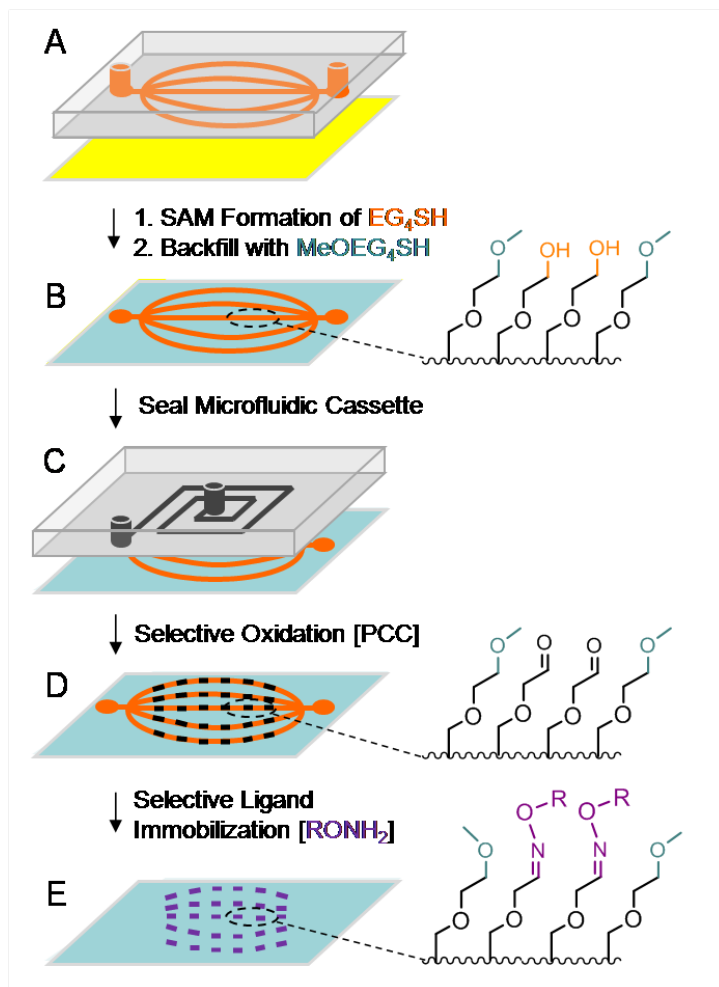 A
1. SAM Formation of EG₄SH
2. Backfill with MeOEG₄SH
B
O OH OH O
O O O O
Seal Microfluidic Cassette
C
Selective Oxidation [PCC]
O O O O
O O O O
D
Selective Ligand
Immobilization [RONH₂]
R R
O O
N N
O O
O O O O
E